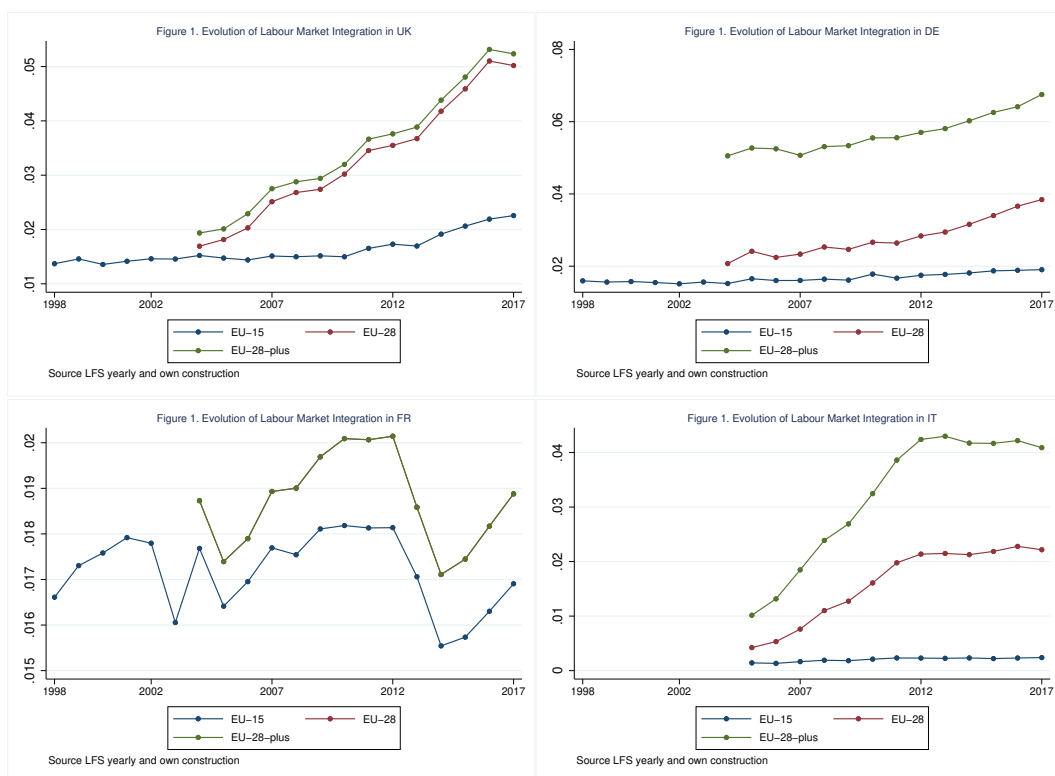 Figure 1. Evolution of Labour Market Integration in UK
.05
.04
.03
.02
.01
1998 2002 2007 2012 2017
EU−15 EU−28
EU−28−plus
Source LFS yearly and own construction
Figure 1. Evolution of Labour Market Integration in DE
.08
.06
.04
.02
1998 2002 2007 2012 2017
EU−15 EU−28
EU−28−plus
Source LFS yearly and own construction
Figure 1. Evolution of Labour Market Integration in FR
.02
.019
.018
.017
.016
.015
1998 2002 2007 2012 2017
EU−15 EU−28
EU−28−plus
Source LFS yearly and own construction
Figure 1. Evolution of Labour Market Integration in IT
.04
.03
.02
.01
0
1998 2002 2007 2012 2017
EU−15 EU−28
EU−28−plus
Source LFS yearly and own construction